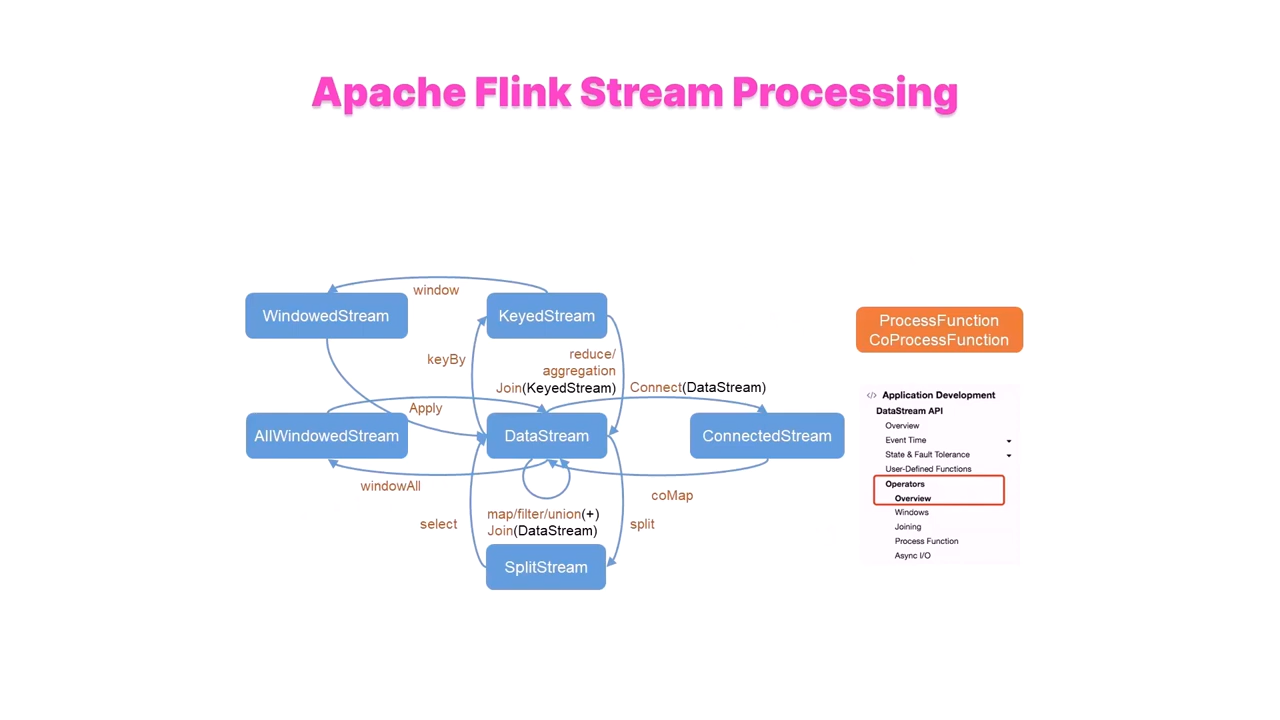 Apache Flink Stream Processing
window
WindowedStream
KeyedStream
keyBy
reduce/
aggregation
Join(KeyedStream)
Connect(DataStream)
Apply
AllWindowedStream
DataStream
ConnectedStream
windowAll
coMap
select
map/filter/union(+)
Join(DataStream)
split
SplitStream
ProcessFunction
CoProcessFunction
</> Application Development
DataStream API
Overview
Event Time
State & Fault Tolerance
User-Defined Functions
Operators
Overview
Windows
Joining
Process Function
Async I/O